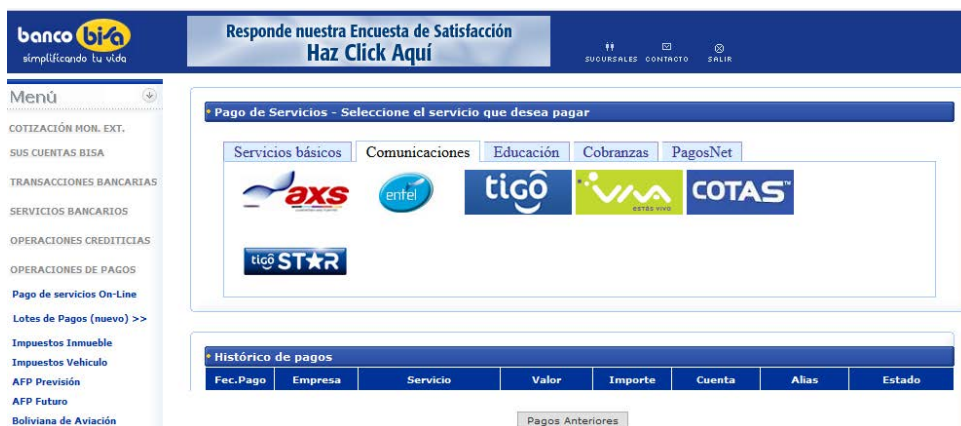 banco bisa
simplificando tu vida
Responde nuestra Encuesta de Satisfacción
Haz Click Aquí
SUCURSALES CONTACTO SALIR
Menú
COTIZACIÓN MON. EXT.
SUS CUENTAS BISA
TRANSACCIONES BANCARIAS
SERVICIOS BANCARIOS
OPERACIONES CREDITICIAS
OPERACIONES DE PAGOS
Pago de servicios On-Line
Lotes de Pagos (nuevo) >>
Impuestos Inmueble
Impuestos Vehiculo
AFP Previsión
AFP Futuro
Boliviana de Aviación
Pago de Servicios - Seleccione el servicio que desea pagar
Servicios básicos Comunicaciones Educación Cobranzas PagosNet
axs entel tigo VIVA COTAS™
estás vivo
tigo STAR
Histórico de pagos
Fec.Pago Empresa Servicio Valor Importe Cuenta Alias Estado
Pagos Anteriores